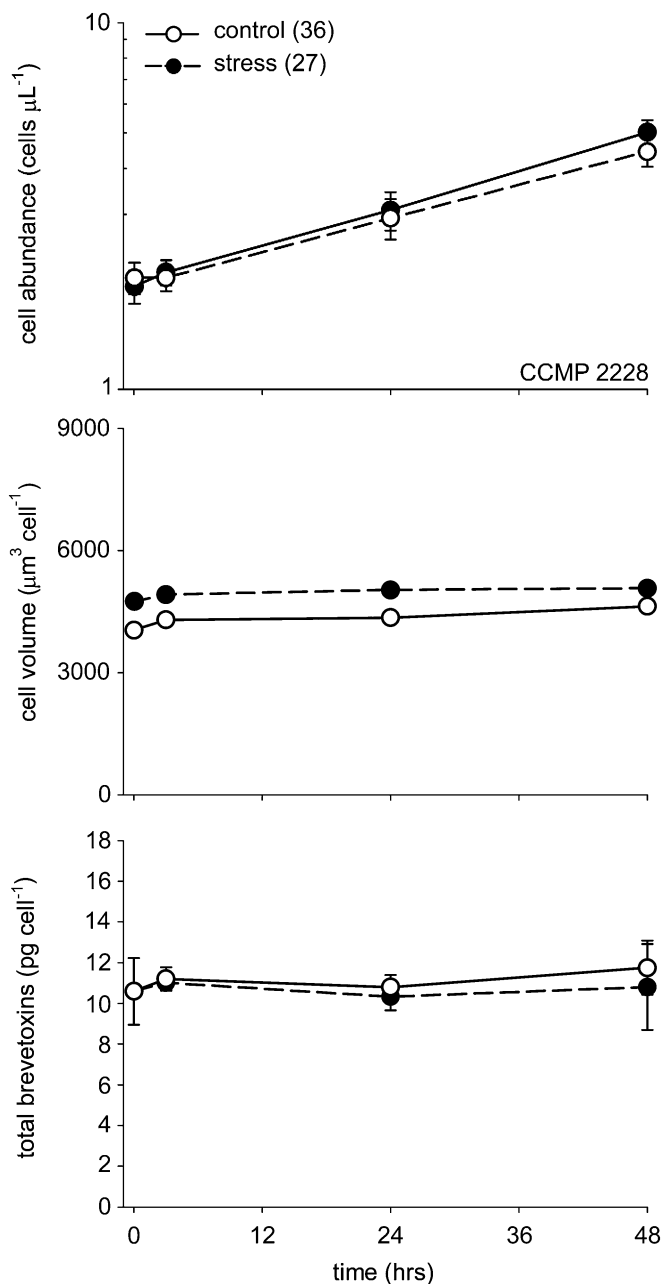 10
control (36)
stress (27)
cell abundance (cells μL⁻¹)
1
CCMP 2228
9000
6000
3000
0
cell volume (μm³ cell⁻¹)
18
16
14
12
10
8
6
4
2
0
total brevetoxins (pg cell⁻¹)
0 12 24 36 48
time (hrs)